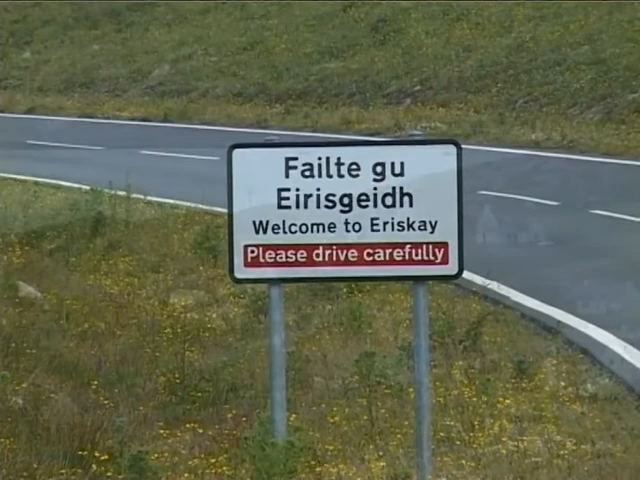 Failte gu
Eirisgeidh
Welcome to Eriskay
Please drive carefully